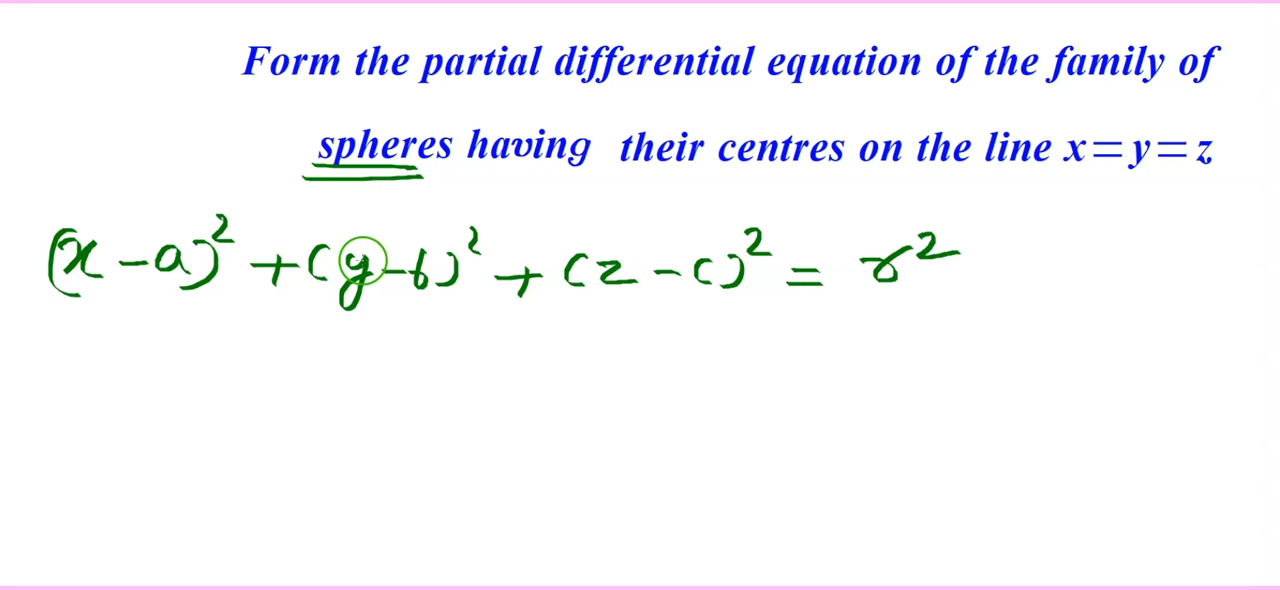 Form the partial differential equation of the family of
spheres having their centres on the line x=y=z
(x-a)² + (y-b)² + (z-c)² = r²